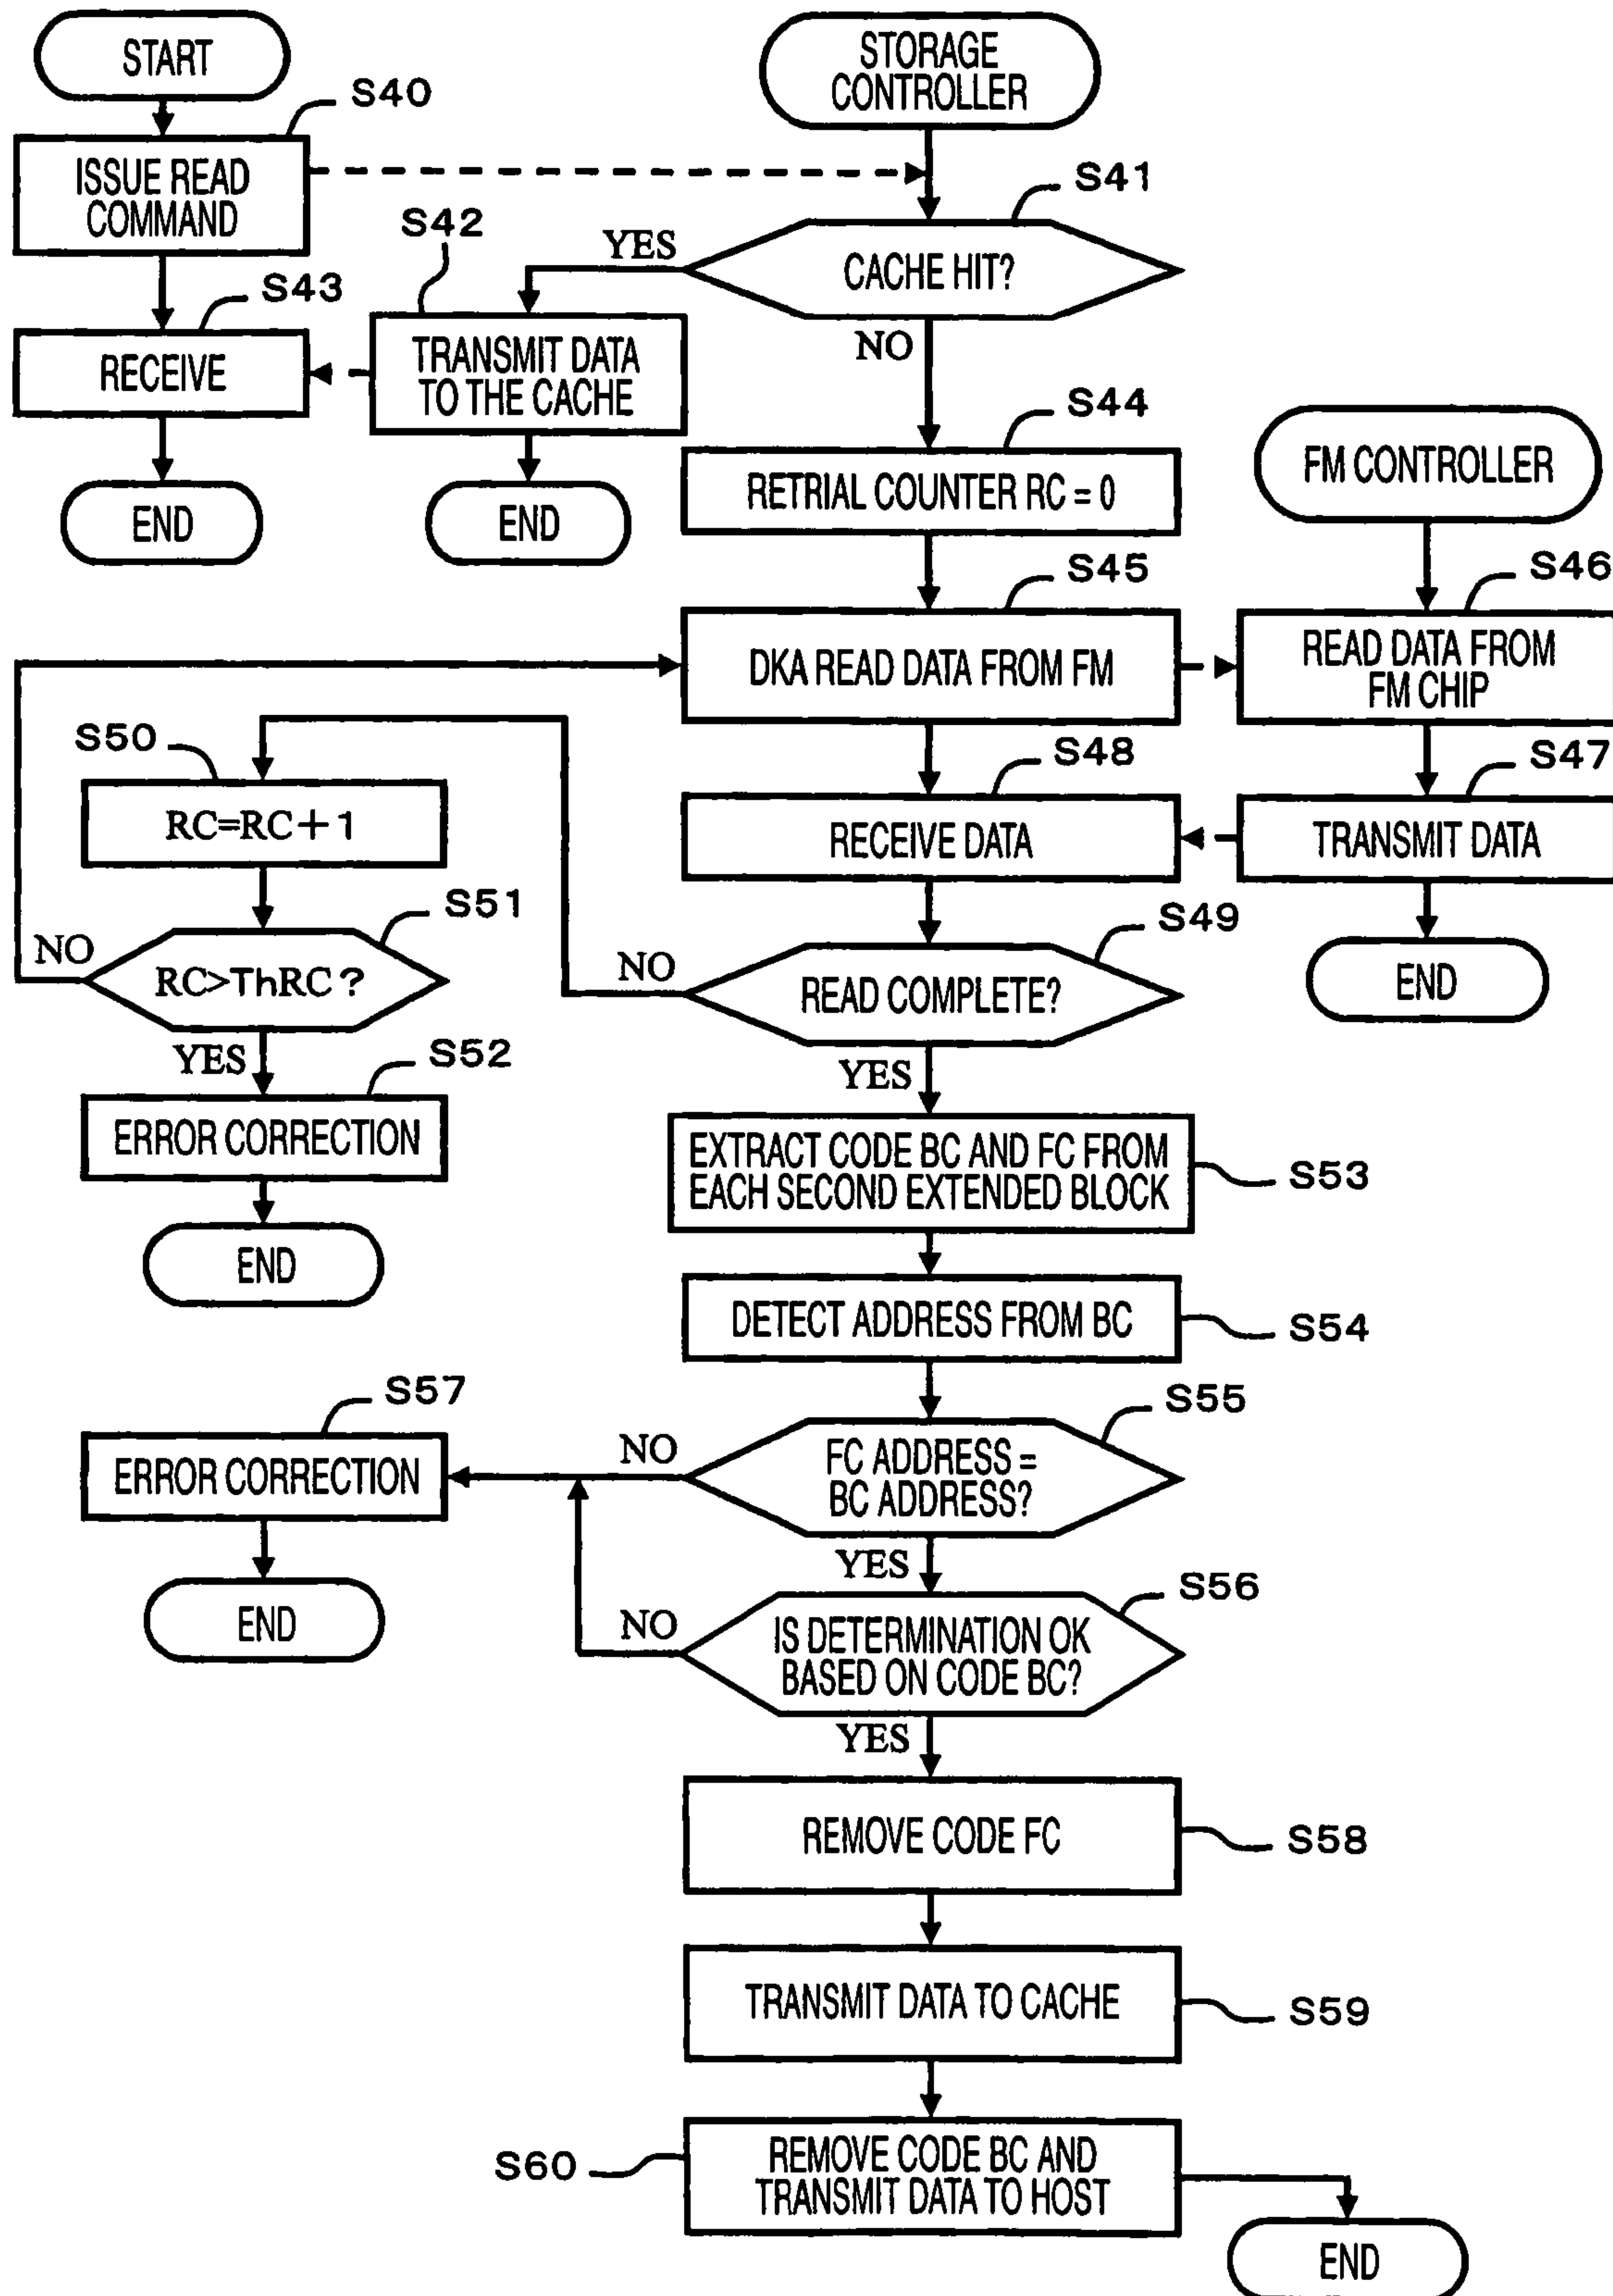 START
S40
ISSUE READ
COMMAND
S43
RECEIVE
END
STORAGE
CONTROLLER
S41
CACHE HIT?
YES
NO
S42
TRANSMIT DATA
TO THE CACHE
END
S44
RETRIAL COUNTER RC = 0
S45
DKA READ DATA FROM FM
FM CONTROLLER
S46
READ DATA FROM
FM CHIP
S47
TRANSMIT DATA
END
S48
RECEIVE DATA
S49
READ COMPLETE?
NO
YES
S50
RC=RC+1
S51
RC>ThRC?
NO
YES
S52
ERROR CORRECTION
END
EXTRACT CODE BC AND FC FROM
EACH SECOND EXTENDED BLOCK
S53
DETECT ADDRESS FROM BC
S54
S55
FC ADDRESS =
BC ADDRESS?
NO
YES
S57
ERROR CORRECTION
END
S56
IS DETERMINATION OK
BASED ON CODE BC?
NO
YES
REMOVE CODE FC
S58
TRANSMIT DATA TO CACHE
S59
S60
REMOVE CODE BC AND
TRANSMIT DATA TO HOST
END